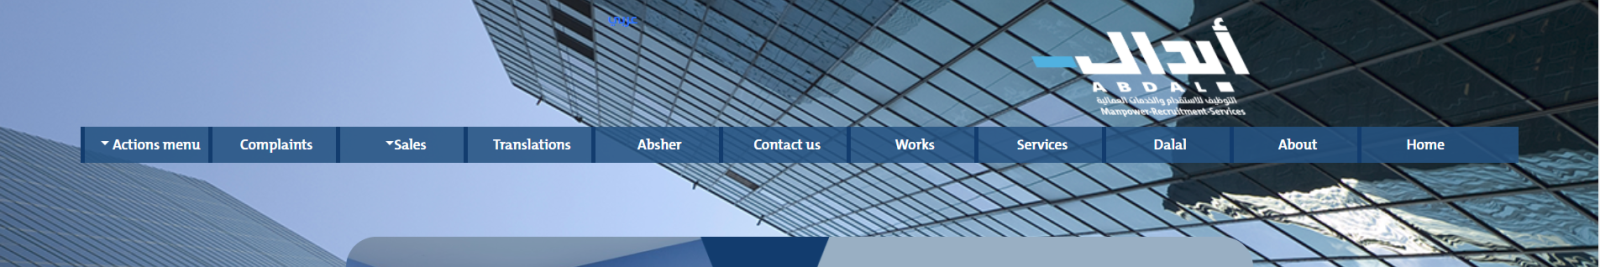 عربي
أبدال
ABDAL
التوظيف للاستقدام والخدمات العمالية
Manpower-Recruitment-Services
Actions menu
Complaints
Sales
Translations
Absher
Contact us
Works
Services
Dalal
About
Home